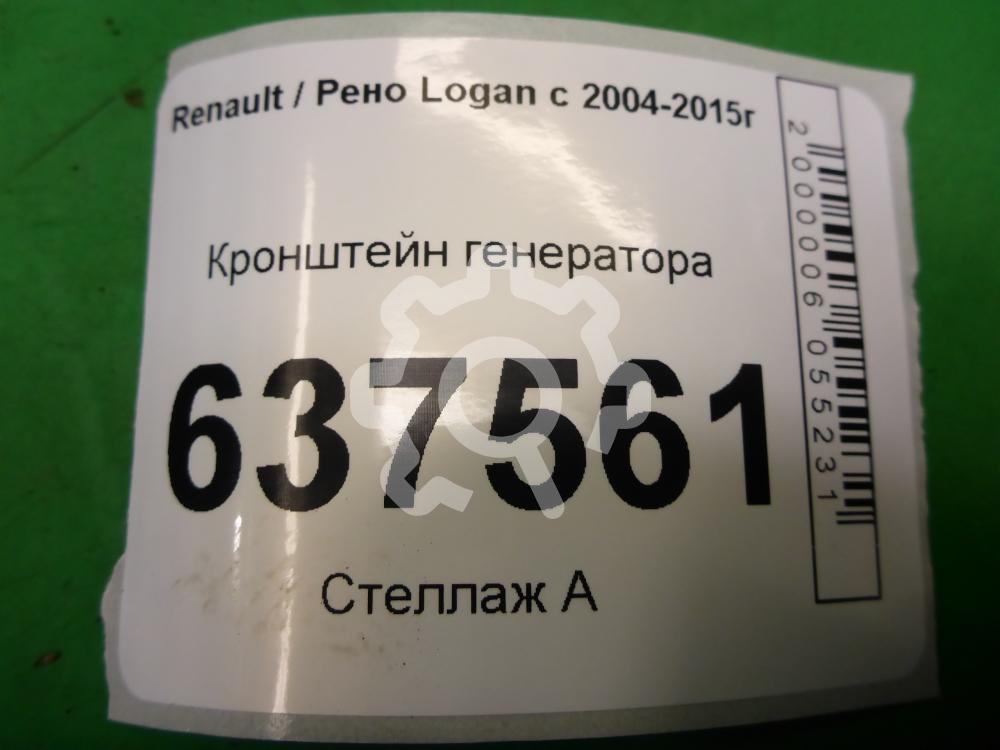 Renault / Рено Logan с 2004-2015г
Кронштейн генератора
637561
Стеллаж А
2000006055231